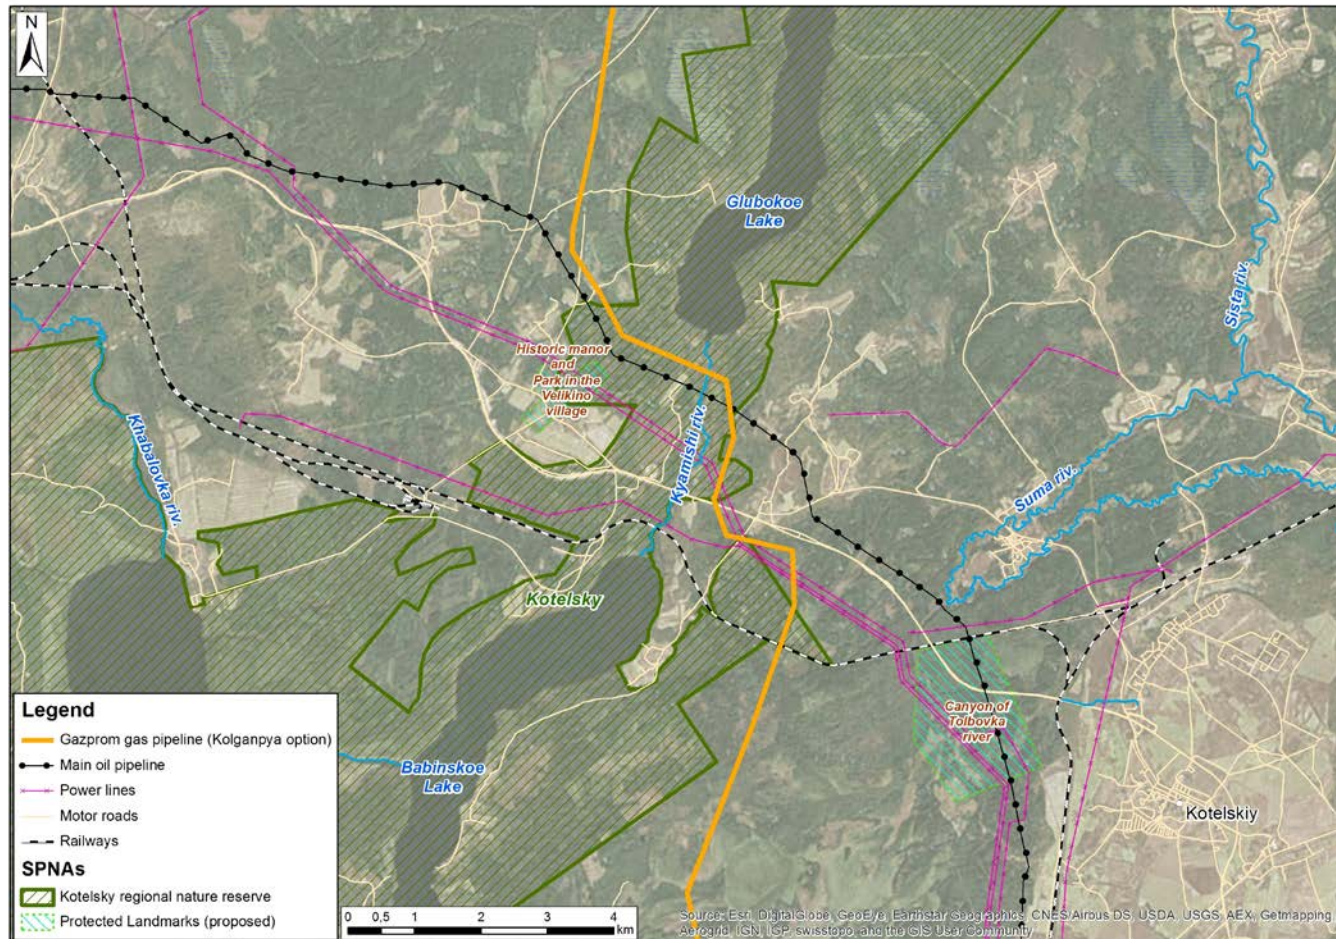 N
Glubokoe
Lake
Sista riv.
Historic manor
and
Park in the
Velikino
village
Khabalovka riv.
Kyamishi riv.
Suma riv.
Kotelsky
Canyon of
Tolbovka
river
Babinskoe
Lake
Kotelskiy
Legend
Gazprom gas pipeline (Kolganpya option)
Main oil pipeline
Power lines
Motor roads
Railways
SPNAs
Kotelsky regional nature reserve
Protected Landmarks (proposed)
0 0,5 1 2 3 4
km
Source: Esri, DigitalGlobe, GeoEye, Earthstar Geographics, CNES/Airbus DS, USDA, USGS, AEX, Getmapping,
Aerogrid, IGN, IGP, swisstopo, and the GIS User Community